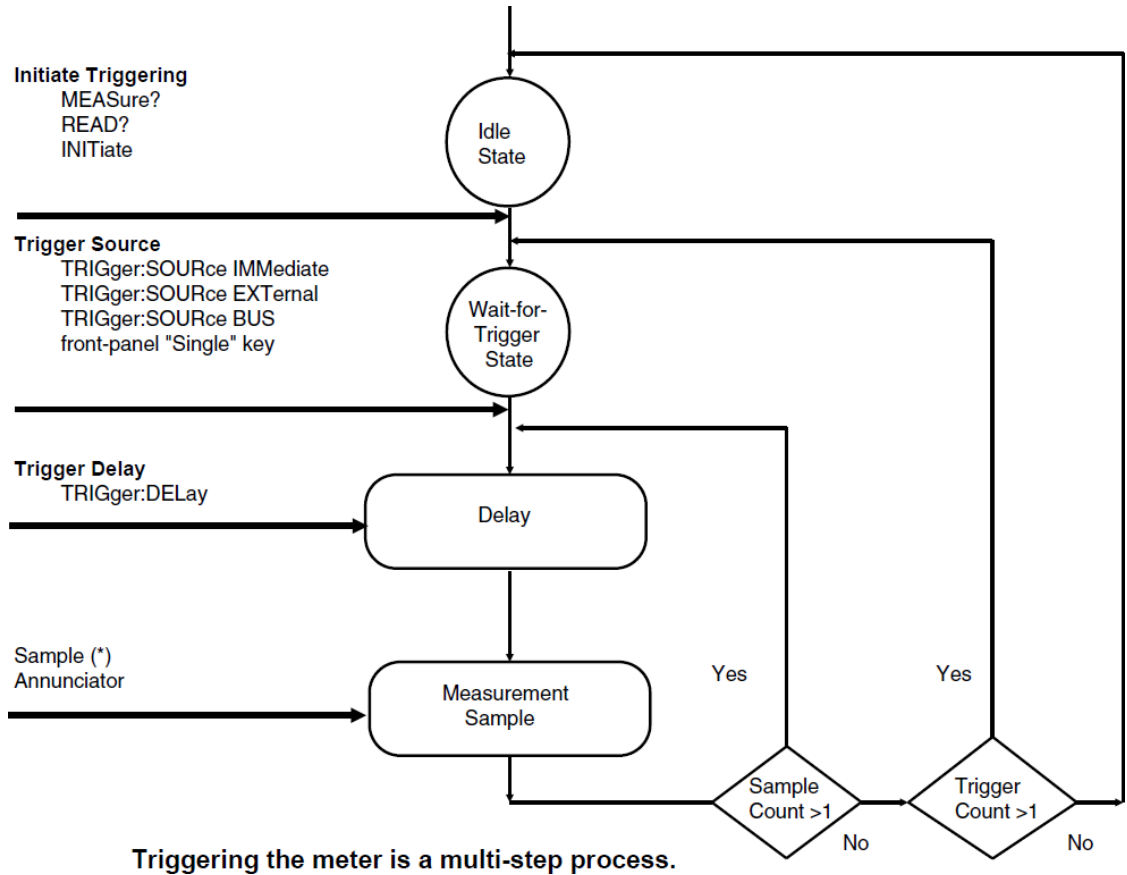 Initiate Triggering
MEASure?
READ?
INITiate
Idle
State
Trigger Source
TRIGger:SOURce IMMediate
TRIGger:SOURce EXTernal
TRIGger:SOURce BUS
front-panel "Single" key
Wait-for-
Trigger
State
Trigger Delay
TRIGger:DELay
Delay
Sample (*)
Annunciator
Measurement
Sample
Yes
Yes
Sample
Count >1
Trigger
Count >1
No
No
Triggering the meter is a multi-step process.